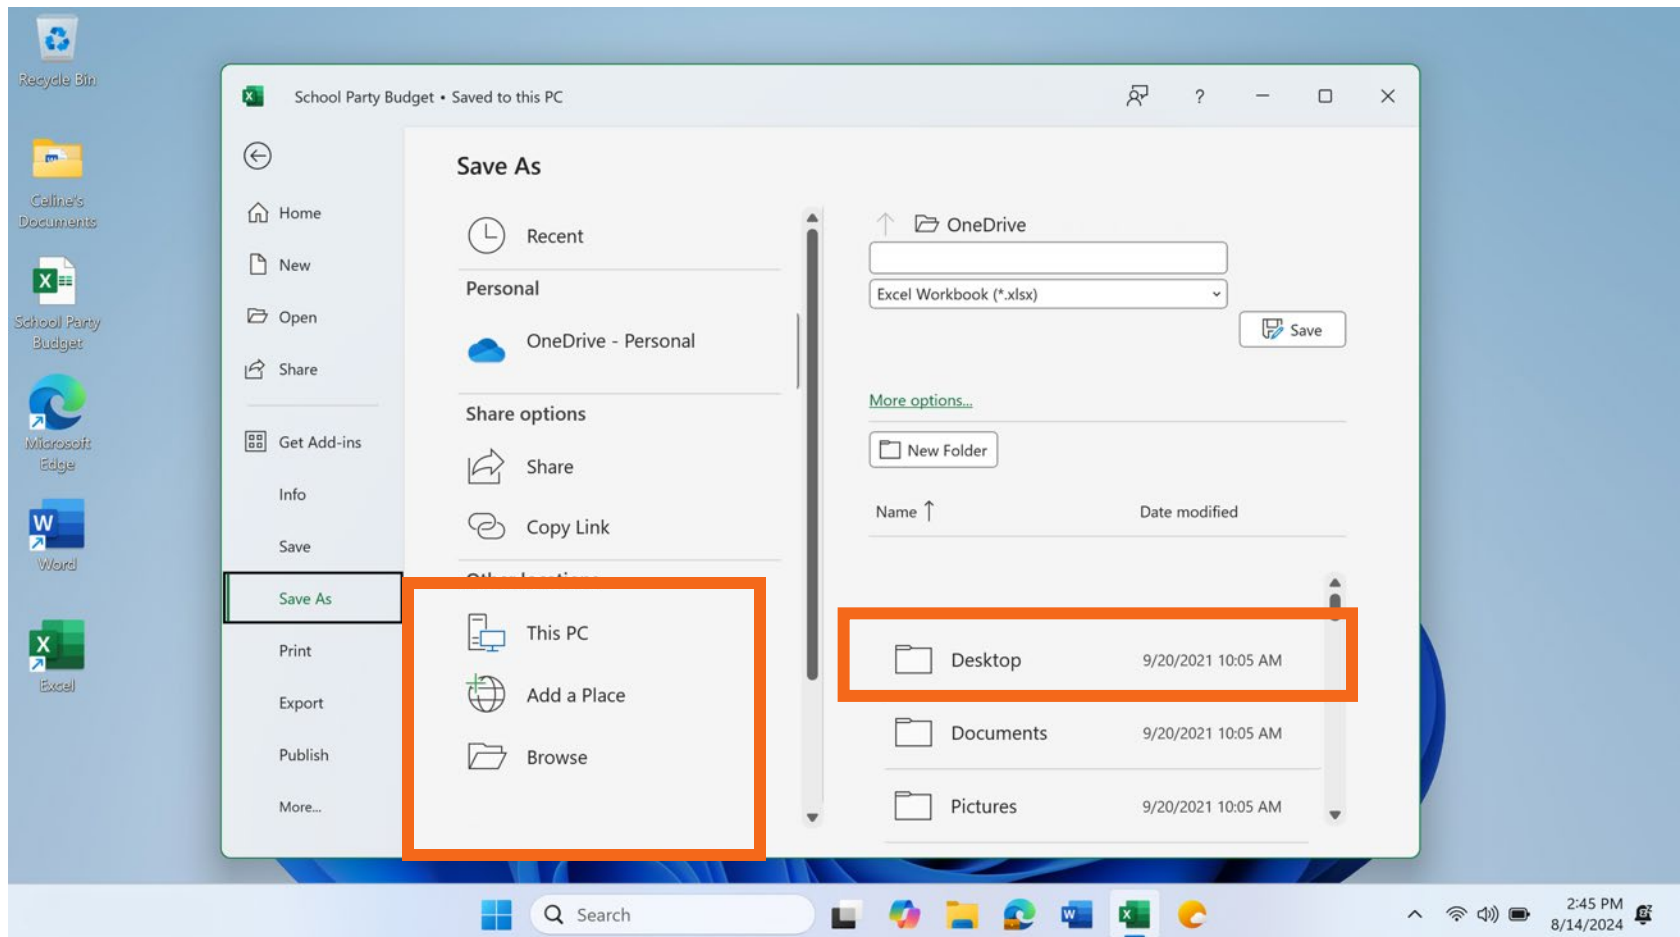 Recycle Bin
Celine's
Documents
School Party
Budget
Microsoft
Edge
Word
Excel
School Party Budget • Saved to this PC
Home
New
Open
Share
Get Add-ins
Info
Save
Save As
Print
Export
Publish
More...
Save As
Recent
Personal
OneDrive - Personal
Share options
Share
Copy Link
Other locations
This PC
Add a Place
Browse
OneDrive
Excel Workbook (*.xlsx)
Save
More options...
New Folder
Name ↑ Date modified
Desktop 9/20/2021 10:05 AM
Documents 9/20/2021 10:05 AM
Pictures 9/20/2021 10:05 AM
Search
2:45 PM
8/14/2024